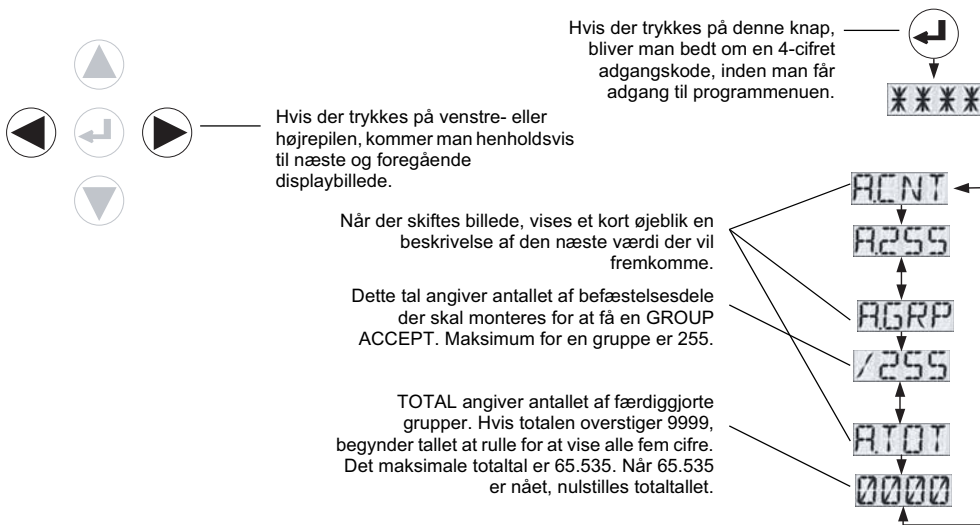 Hvis der trykkes på denne knap,
bliver man bedt om en 4-cifret
adgangskode, inden man får
adgang til programmenuen.
****
Hvis der trykkes på venstre- eller
højrepilen, kommer man henholdsvis
til næste og foregående
displaybillede.
Når der skiftes billede, vises et kort øjeblik en
beskrivelse af den næste værdi der vil
fremkomme.
A.CNT
A.255
Dette tal angiver antallet af befæstelsesdele
der skal monteres for at få en GROUP
ACCEPT. Maksimum for en gruppe er 255.
A.GRP
/255
TOTAL angiver antallet af færdiggjorte
grupper. Hvis totalen overstiger 9999,
begynder tallet at rulle for at vise alle fem cifre.
Det maksimale totaltal er 65.535. Når 65.535
er nået, nulstilles totaltallet.
A.TOT
0000